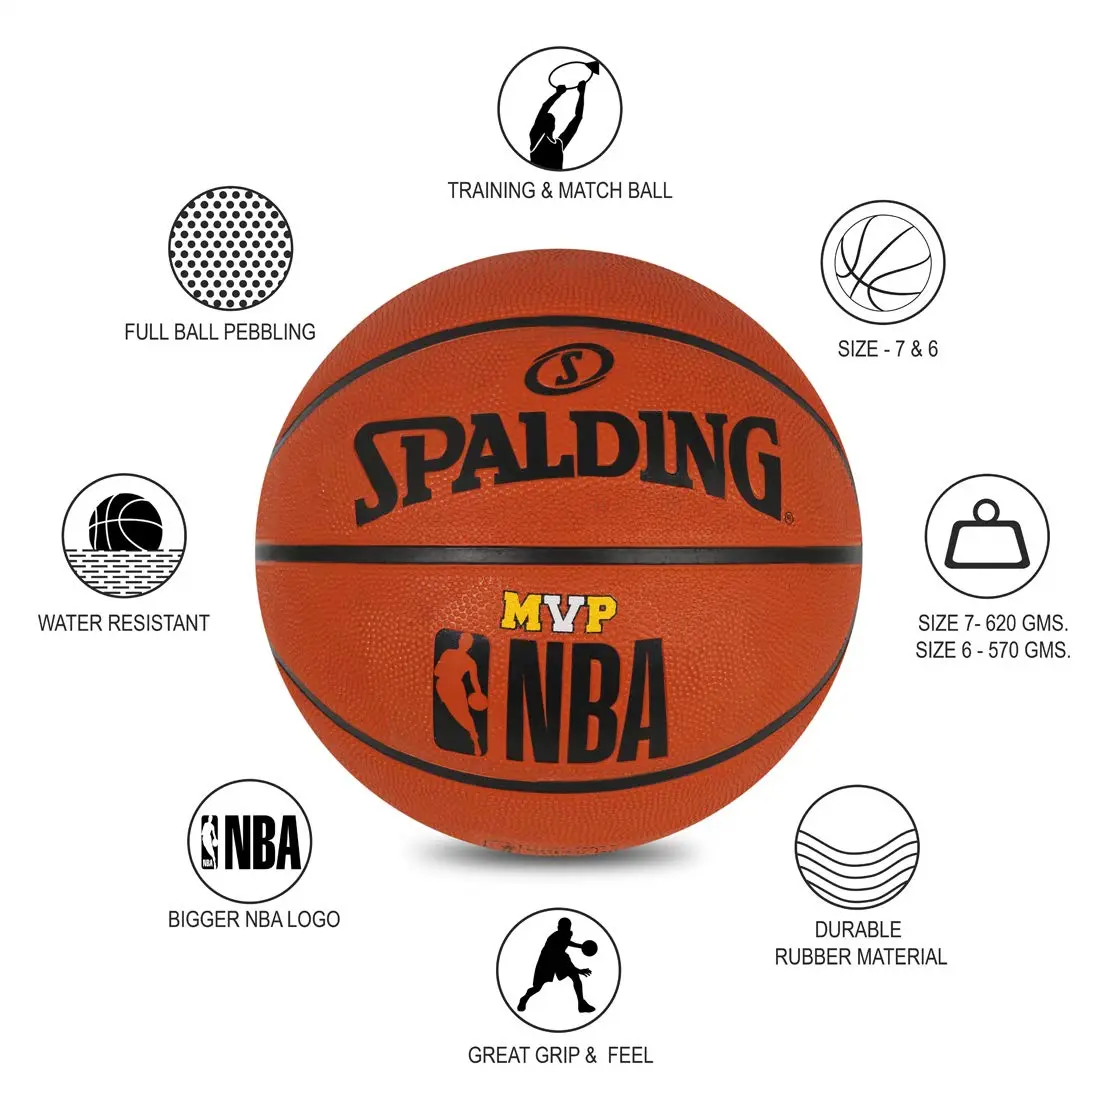 TRAINING & MATCH BALL
FULL BALL PEBBLING
SIZE - 7 & 6
S
SPALDING
®
WATER RESISTANT
SIZE 7- 620 GMS.
SIZE 6 - 570 GMS.
MVP
NBA
NBA
NBA
BIGGER NBA LOGO
DURABLE
RUBBER MATERIAL
GREAT GRIP & FEEL